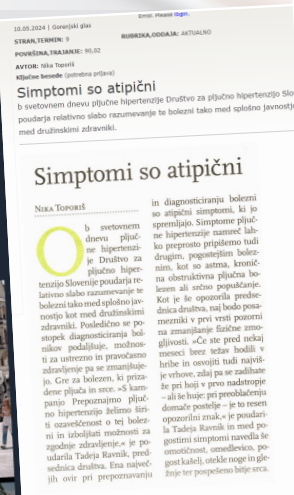 Error. Please login.
10.05.2024 | Gorenjski glas
STRAN,TERMIN: 9
RUBRIKA,ODDAJA: AKTUALNO
POVRŠINA,TRAJANJE: 90,02
AVTOR: Nika Toporiš
Ključne besede (potrebna prijava)
Simptomi so atipični
b svetovnem dnevu pljučne hipertenzije Društvo za pljučno hipertenzijo Slo
poudarja relativno slabo razumevanje te bolezni tako med splošno javnostjo
med družinskimi zdravniki.
Simptomi so atipični
NIKA TOPORIŠ
Ob svetovnem
dnevu pljuč-
ne hipertenzi-
je Društvo za
pljučno hiper-
tenzijo Slovenije poudarja re-
lativno slabo razumevanje te
bolezni tako med splošno jav-
nostjo kot med družinskimi
zdravniki. Posledično se po-
stopek diagnosticiranja bol-
nikov podaljšuje, možnos-
ti za ustrezno in pravočasno
zdravljenje pa se zmanjšuje-
jo. Gre za bolezen, ki priza-
dene pljuča in srce. »S kam-
panjo Prepoznajmo pljuč-
no hipertenzijo želimo širi-
ti ozaveščenost o tej bolez-
ni in izboljšati možnosti za
zgodnje zdravljenje,« je po-
udarila Tadeja Ravnik, pred-
sednica društva. Ena največ-
jih ovir pri prepoznavanju
in diagnosticiranju bolezni
so atipični simptomi, ki jo
spremljajo. Simptome pljuč-
ne hipertenzije namreč lah-
ko preprosto pripišemo tudi
drugim, pogostejšim bolez-
nim, kot so astma, kronič-
na obstruktivna pljučna bo-
lezen ali srčno popuščanje.
Kot je še opozorila predse-
dnica društva, naj bodo posa-
mezniki v prvi vrsti pozorni
na zmanjšanje fizične zmo-
gljivosti. »Če ste pred nekaj
meseci brez težav hodili v
hribe in osvojili tudi najviš-
je vrhove, zdaj pa se zadihate
že pri hoji v prvo nadstropje
– ali še huje: pri preoblačenju
domače postelje – je to resen
opozorilni znak,« je poudari-
la Tadeja Ravnik in med po-
gostimi simptomi navedla še
omotičnost, omedlevico, po-
gost kašelj, otekle noge in gle-
žnje ter pospešeno bitje srca.